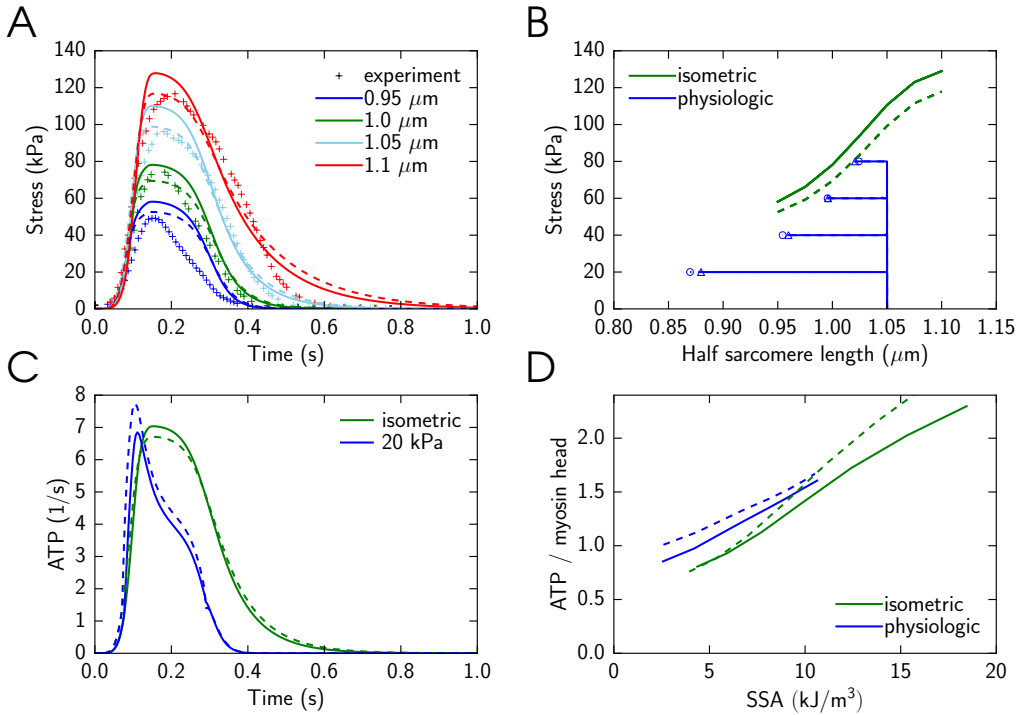 A
140
120
100
80
60
40
20
0
Stress (kPa)
0.0 0.2 0.4 0.6 0.8 1.0
Time (s)
experiment
0.95 μm
1.0 μm
1.05 μm
1.1 μm
B
140
120
100
80
60
40
20
0
Stress (kPa)
0.80 0.85 0.90 0.95 1.00 1.05 1.10 1.15
Half sarcomere length (μm)
isometric
physiologic
C
8
7
6
5
4
3
2
1
0
ATP (1/s)
0.0 0.2 0.4 0.6 0.8 1.0
Time (s)
isometric
20 kPa
D
2.0
1.5
1.0
0.5
0.0
ATP / myosin head
0 5 10 15 20
SSA (kJ/m³)
isometric
physiologic